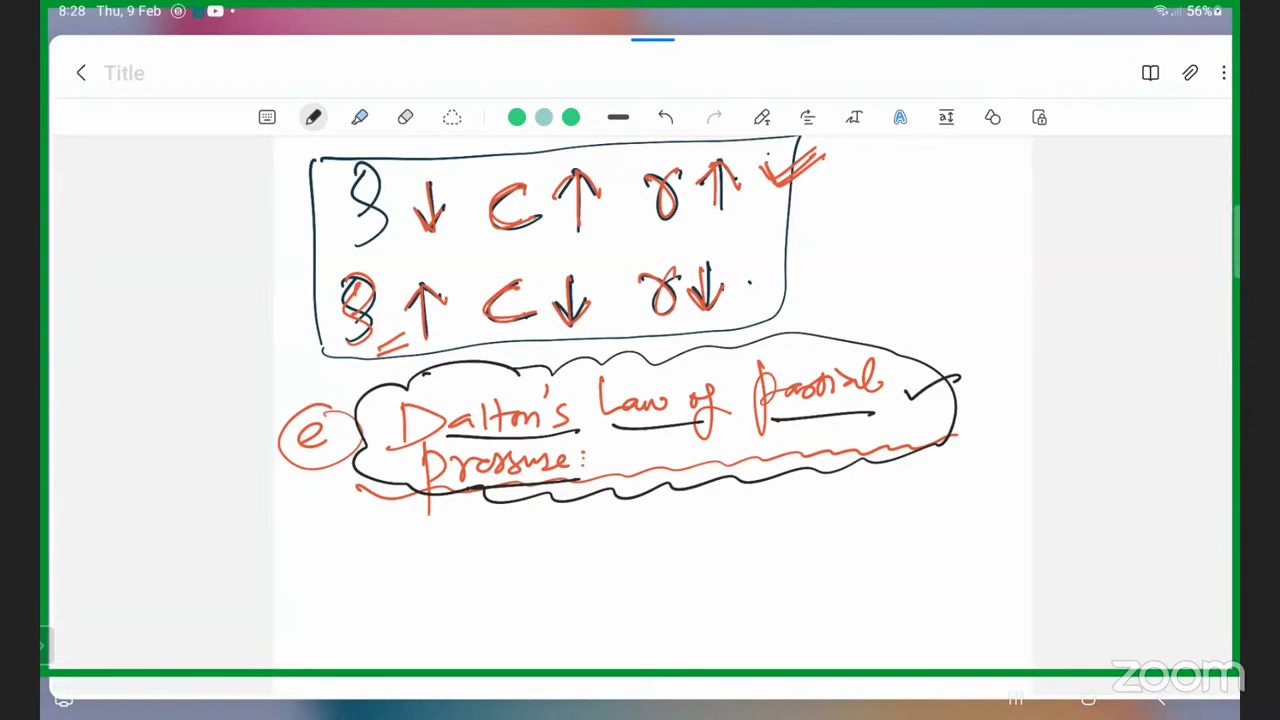 8:28 Thu, 9 Feb
56%
Title
↓ C ↑ r ↑
↑ C ↓ r ↓
e Dalton's Law of partial
pressure:
zoom